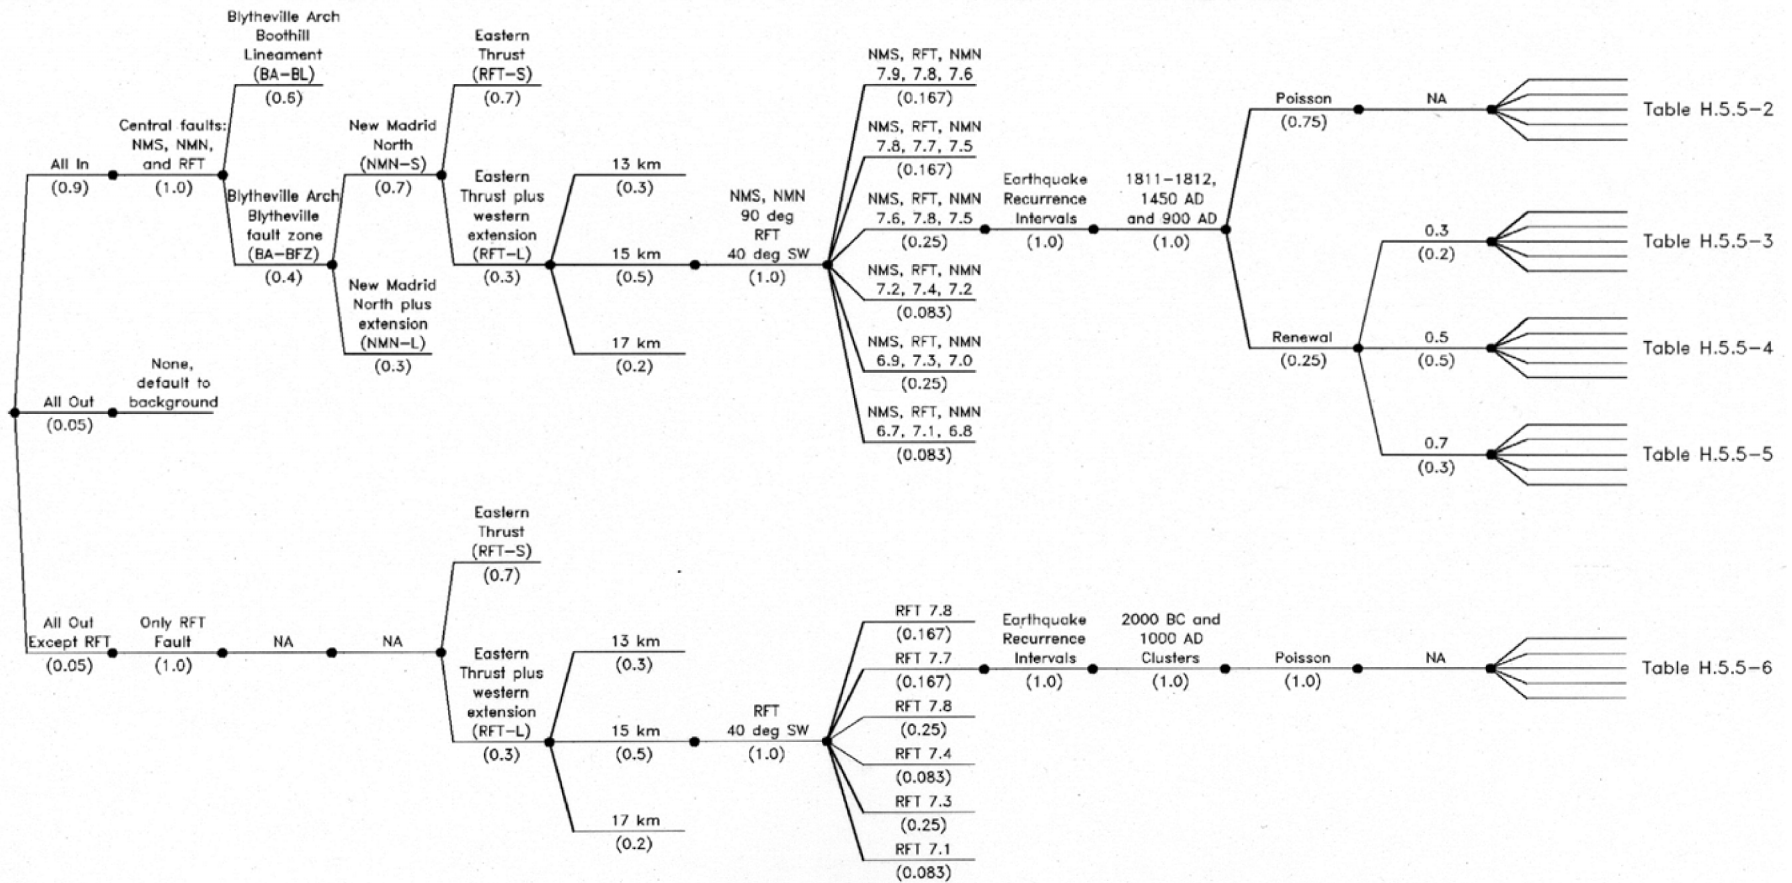 Blytheville Arch
Boothill
Lineament
(BA-BL)
(0.6)
Eastern
Thrust
(RFT-S)
(0.7)
NMS, RFT, NMN
7.9, 7.8, 7.6
(0.167)
Central faults:
NMS, NMN,
and RFT
(1.0)
New Madrid
North
(NMN-S)
(0.7)
NMS, RFT, NMN
7.8, 7.7, 7.5
(0.167)
Poisson
(0.75)
NA
Table H.5.5-2
All In
(0.9)
Blytheville Arch
Blytheville
fault zone
(BA-BFZ)
(0.4)
Eastern
Thrust plus
western
extension
(RFT-L)
(0.3)
13 km
(0.3)
NMS, NMN
90 deg
RFT
40 deg SW
(1.0)
NMS, RFT, NMN
7.6, 7.8, 7.5
(0.25)
Earthquake
Recurrence
Intervals
(1.0)
1811-1812,
1450 AD
and 900 AD
(1.0)
0.3
(0.2)
Table H.5.5-3
15 km
(0.5)
NMS, RFT, NMN
7.2, 7.4, 7.2
(0.083)
New Madrid
North plus
extension
(NMN-L)
(0.3)
17 km
(0.2)
NMS, RFT, NMN
6.9, 7.3, 7.0
(0.25)
Renewal
(0.25)
0.5
(0.5)
Table H.5.5-4
None,
default to
background
All Out
(0.05)
NMS, RFT, NMN
6.7, 7.1, 6.8
(0.083)
0.7
(0.3)
Table H.5.5-5
Eastern
Thrust
(RFT-S)
(0.7)
All Out
Except RFT
(0.05)
Only RFT
Fault
(1.0)
NA
NA
Eastern
Thrust plus
western
extension
(RFT-L)
(0.3)
13 km
(0.3)
15 km
(0.5)
17 km
(0.2)
RFT
40 deg SW
(1.0)
RFT 7.8
(0.167)
RFT 7.7
(0.167)
RFT 7.8
(0.25)
RFT 7.4
(0.083)
RFT 7.3
(0.25)
RFT 7.1
(0.083)
Earthquake
Recurrence
Intervals
(1.0)
2000 BC and
1000 AD
Clusters
(1.0)
Poisson
(1.0)
NA
Table H.5.5-6